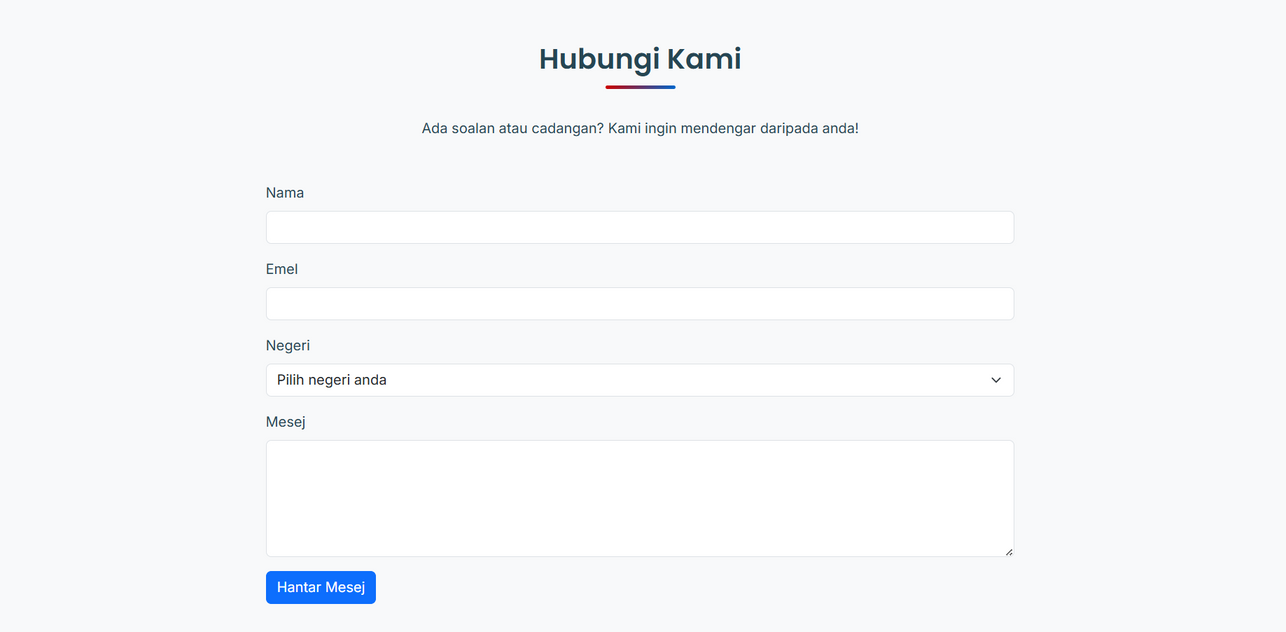 Hubungi Kami
Ada soalan atau cadangan? Kami ingin mendengar daripada anda!
Nama
Emel
Negeri
Pilih negeri anda
Mesej
Hantar Mesej